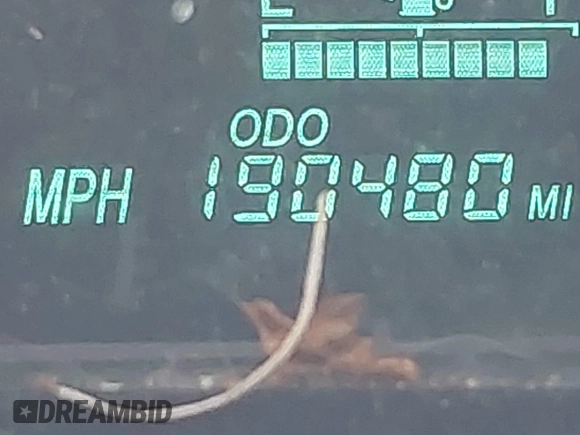 E F
ODO
MPH 190480 MI
DREAMBID